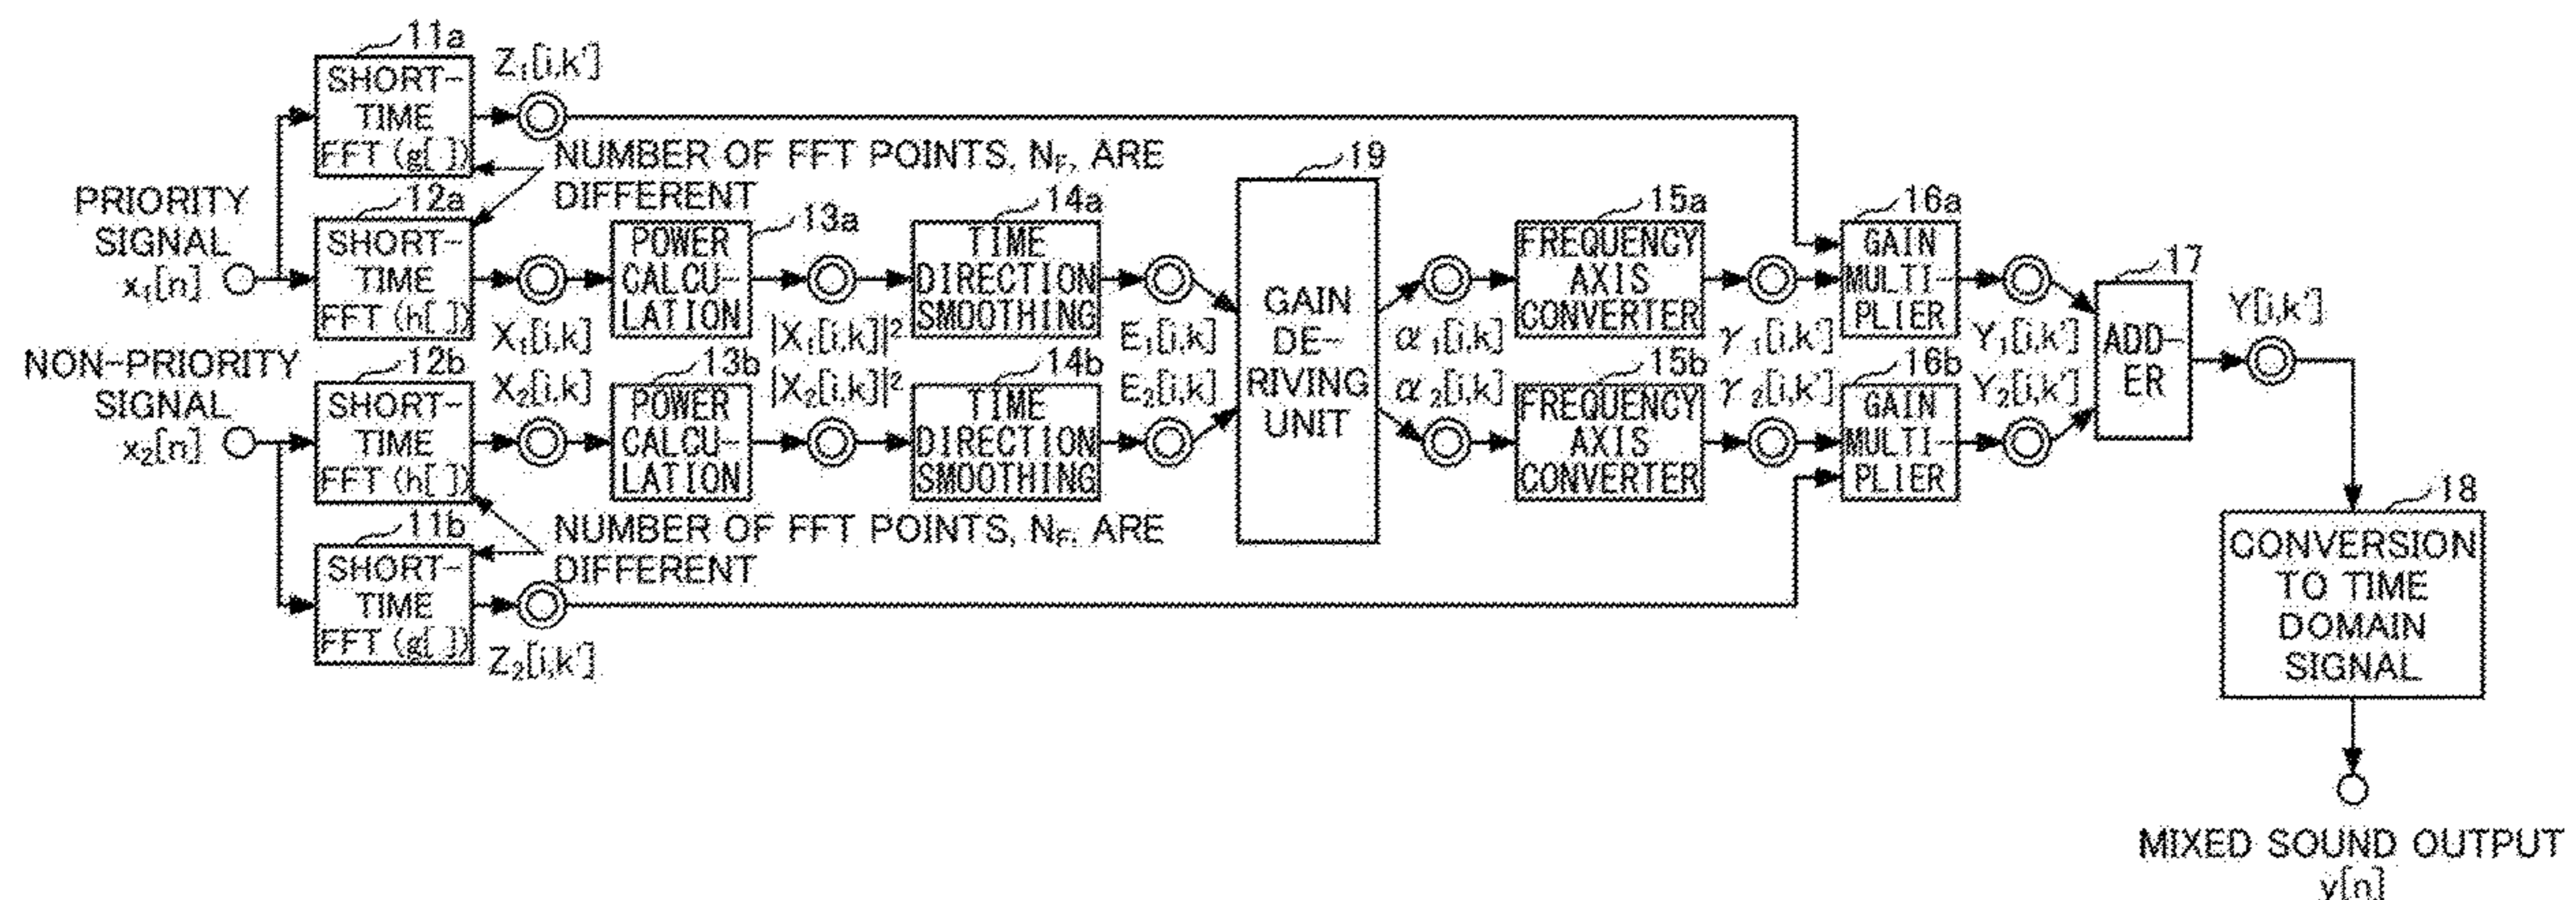 11a
SHORT-
TIME
FFT (g[ ])
Z₁[i,k']
NUMBER OF FFT POINTS, N_F, ARE
DIFFERENT
PRIORITY
SIGNAL
x₁[n]
12a
SHORT-
TIME
FFT (h[ ])
X₁[i,k]
13a
POWER
CALCU-
LATION
|X₁[i,k]|²
14a
TIME
DIRECTION
SMOOTHING
E₁[i,k]
19
GAIN
DE-
RIVING
UNIT
α₁[i,k]
15a
FREQUENCY
AXIS
CONVERTER
γ₁[i,k']
16a
GAIN
MULTI-
PLIER
Y₁[i,k']
17
ADD-
ER
Y[i,k']
NON-PRIORITY
SIGNAL
x₂[n]
12b
SHORT-
TIME
FFT (h[ ])
X₂[i,k]
13b
POWER
CALCU-
LATION
|X₂[i,k]|²
14b
TIME
DIRECTION
SMOOTHING
E₂[i,k]
α₂[i,k]
15b
FREQUENCY
AXIS
CONVERTER
γ₂[i,k']
16b
GAIN
MULTI-
PLIER
Y₂[i,k']
11b
SHORT-
TIME
FFT (g[ ])
Z₂[i,k']
NUMBER OF FFT POINTS, N_F, ARE
DIFFERENT
18
CONVERSION
TO TIME
DOMAIN
SIGNAL
MIXED SOUND OUTPUT
y[n]